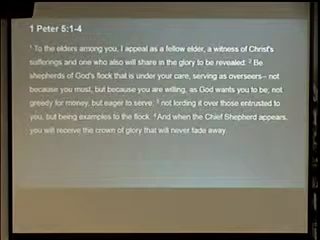 1 Peter 5:1-4
¹ To the elders among you, I appeal as a fellow elder, a witness of Christ's
sufferings and one who also will share in the glory to be revealed: ² Be
shepherds of God's flock that is under your care, serving as overseers– not
because you must, but because you are willing, as God wants you to be; not
greedy for money, but eager to serve; ³ not lording it over those entrusted to
you, but being examples to the flock. ⁴ And when the Chief Shepherd appears,
you will receive the crown of glory that will never fade away.